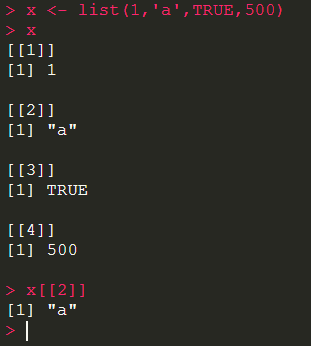 > x <- list(1,'a',TRUE,500)
> x
[[1]]
[1] 1
[[2]]
[1] "a"
[[3]]
[1] TRUE
[[4]]
[1] 500
> x[[2]]
[1] "a"
>